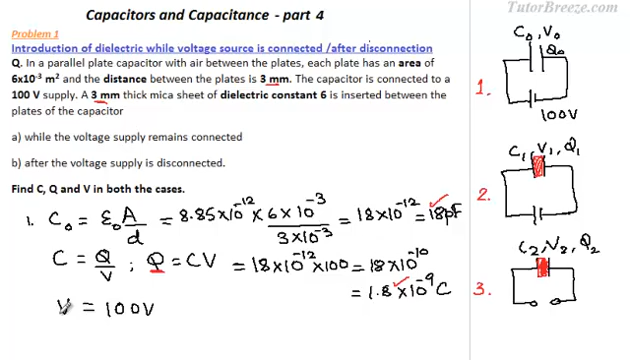 TutorBreeze.com
Capacitors and Capacitance - part 4
Problem 1
Introduction of dielectric while voltage source is connected /after disconnection
Q. In a parallel plate capacitor with air between the plates, each plate has an area of
6x10⁻³ m² and the distance between the plates is 3 mm. The capacitor is connected to a
100 V supply. A 3 mm thick mica sheet of dielectric constant 6 is inserted between the
plates of the capacitor
a) while the voltage supply remains connected
b) after the voltage supply is disconnected.
Find C, Q and V in both the cases.
1. C₀ = ε₀ A/d = 8.85×10⁻¹² × 6×10⁻³ / 3×10⁻³ = 18×10⁻¹² = 18pF
C = Q/V ; Q = CV = 18×10⁻¹² × 100 = 18×10⁻¹⁰
= 1.8×10⁻⁹ C
V = 100V
C₀, V₀
Q₀
1.
100V
C₁, V₁, Q₁
2.
C₂, V₂, Q₂
3.